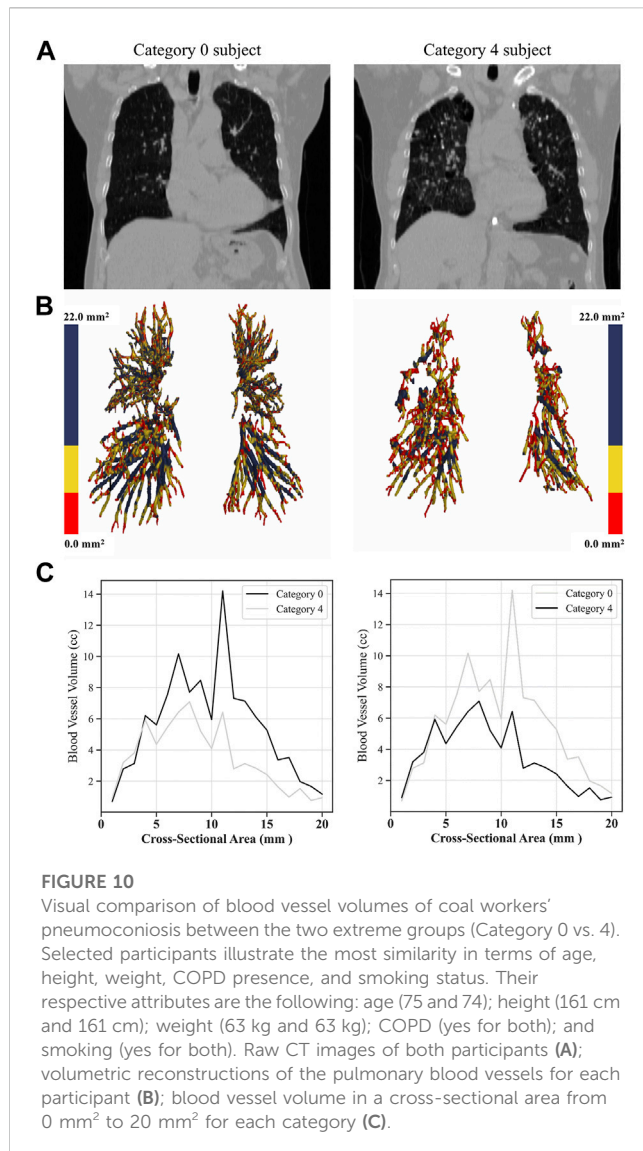 A
Category 0 subject
Category 4 subject
B
22.0 mm²
0.0 mm²
22.0 mm²
0.0 mm²
C
Blood Vessel Volume (cc)
14
12
10
8
6
4
2
0
5
10
15
20
Cross-Sectional Area (mm )
Category 0
Category 4
Blood Vessel Volume (cc)
14
12
10
8
6
4
2
0
5
10
15
20
Cross-Sectional Area (mm )
Category 0
Category 4
FIGURE 10
Visual comparison of blood vessel volumes of coal workers'
pneumoconiosis between the two extreme groups (Category 0 vs. 4).
Selected participants illustrate the most similarity in terms of age,
height, weight, COPD presence, and smoking status. Their
respective attributes are the following: age (75 and 74); height (161 cm
and 161 cm); weight (63 kg and 63 kg); COPD (yes for both); and
smoking (yes for both). Raw CT images of both participants (A);
volumetric reconstructions of the pulmonary blood vessels for each
participant (B); blood vessel volume in a cross-sectional area from
0 mm² to 20 mm² for each category (C).